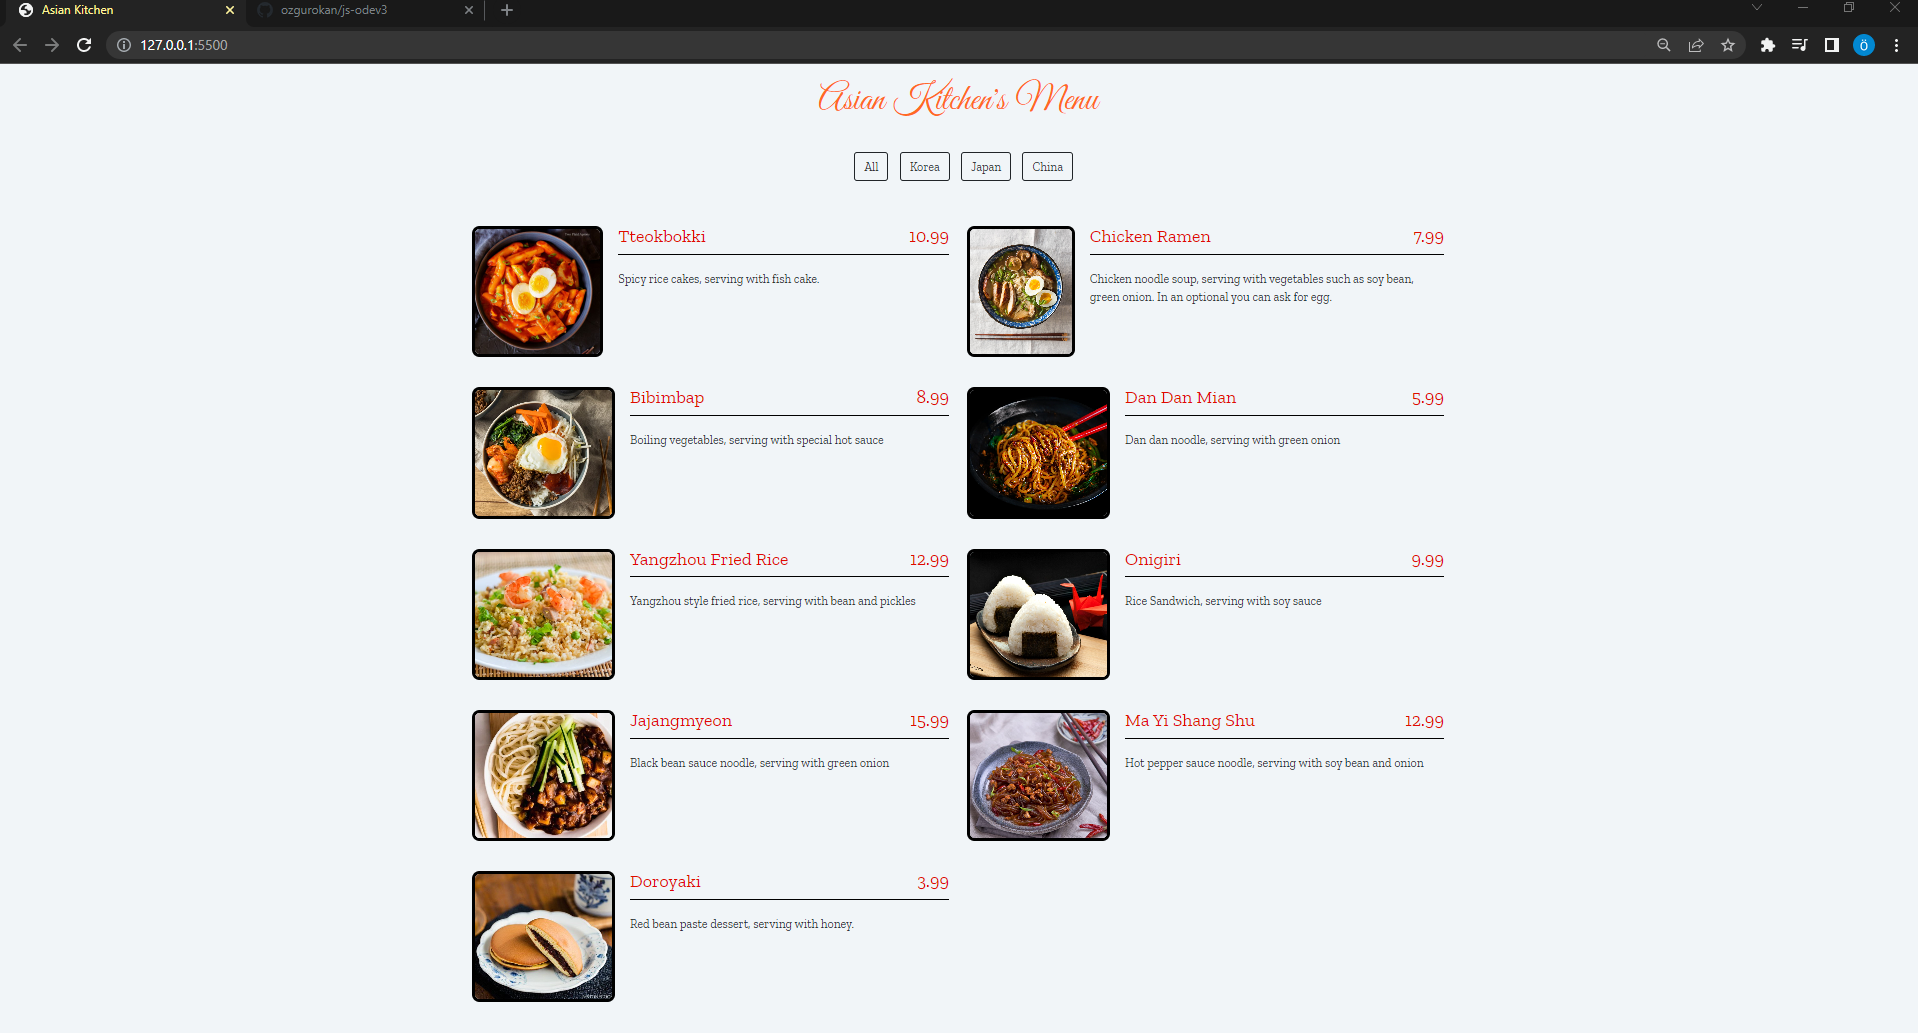 Asian Kitchen
ozgurokan/js-odev3
127.0.0.1:5500
ö
Asian Kitchen's Menu
All
Korea
Japan
China
Tteokbokki 10.99
Spicy rice cakes, serving with fish cake.
Chicken Ramen 7.99
Chicken noodle soup, serving with vegetables such as soy bean,
green onion. In an optional you can ask for egg.
Bibimbap 8.99
Boiling vegetables, serving with special hot sauce
Dan Dan Mian 5.99
Dan dan noodle, serving with green onion
Yangzhou Fried Rice 12.99
Yangzhou style fried rice, serving with bean and pickles
Onigiri 9.99
Rice Sandwich, serving with soy sauce
Jajangmyeon 15.99
Black bean sauce noodle, serving with green onion
Ma Yi Shang Shu 12.99
Hot pepper sauce noodle, serving with soy bean and onion
Doroyaki 3.99
Red bean paste dessert, serving with honey.